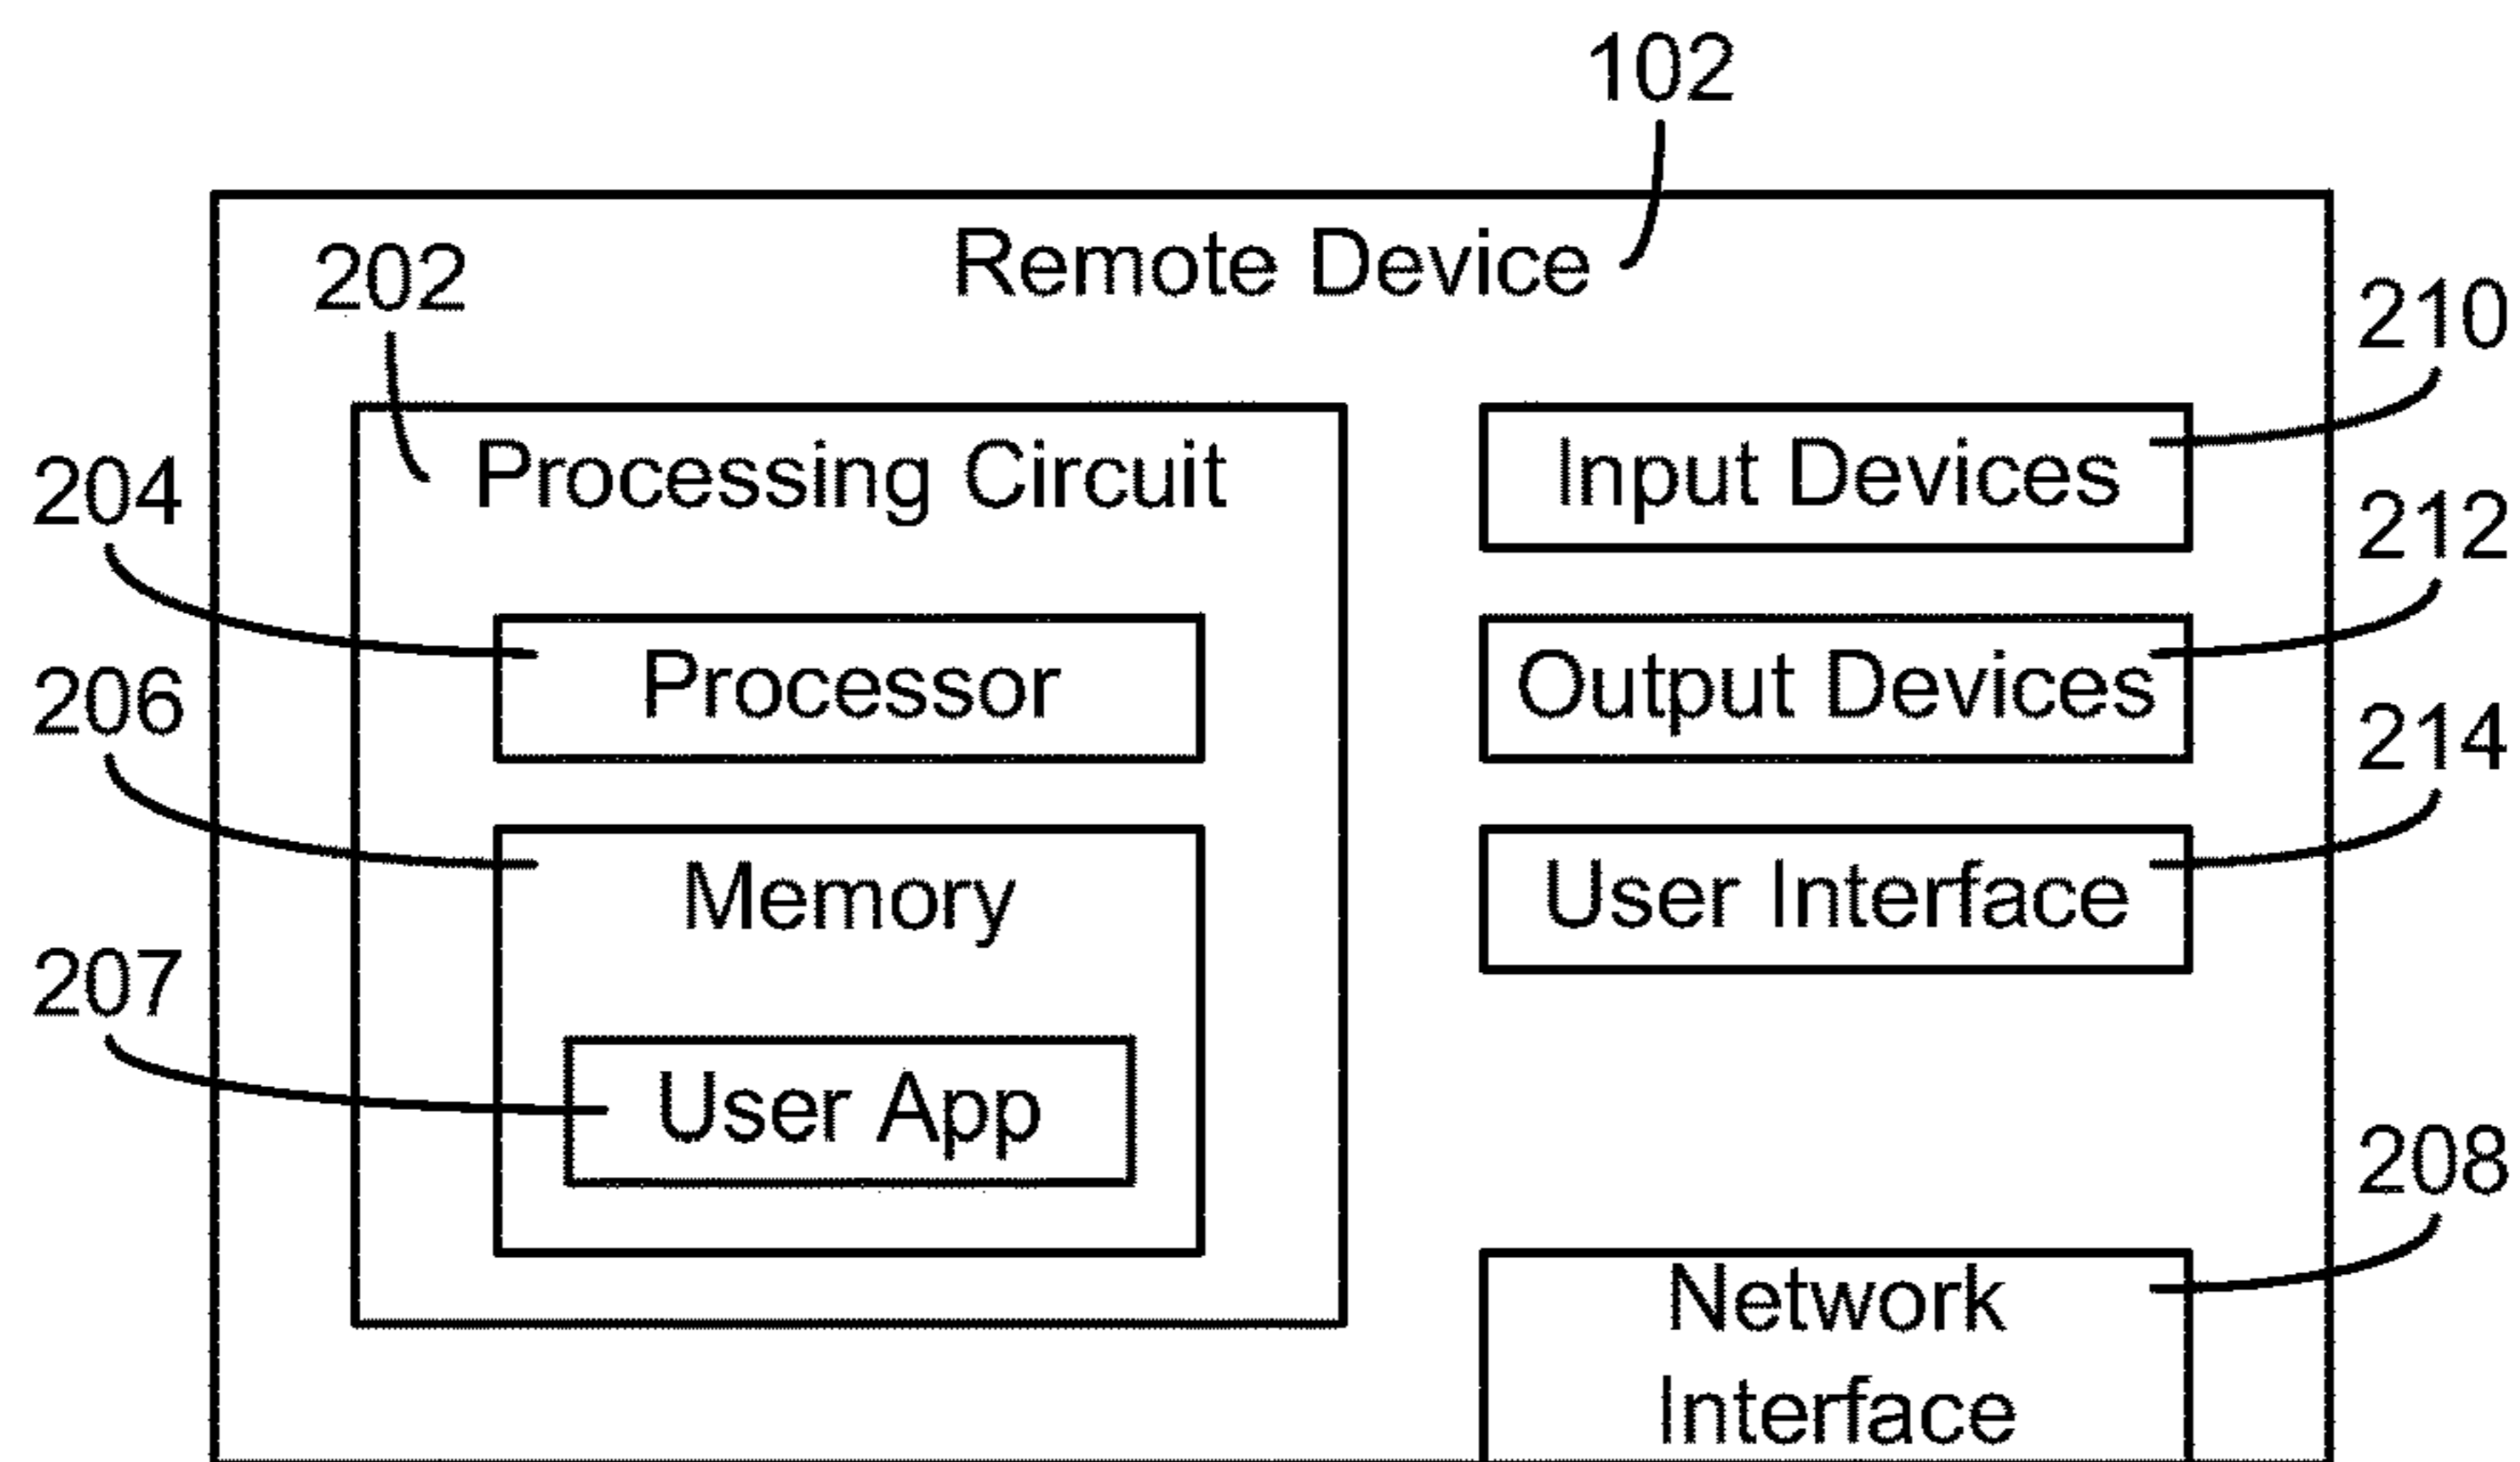 102
Remote Device
202
210
Processing Circuit
Input Devices
204
212
Processor
Output Devices
206
214
Memory
User Interface
207
User App
208
Network
Interface